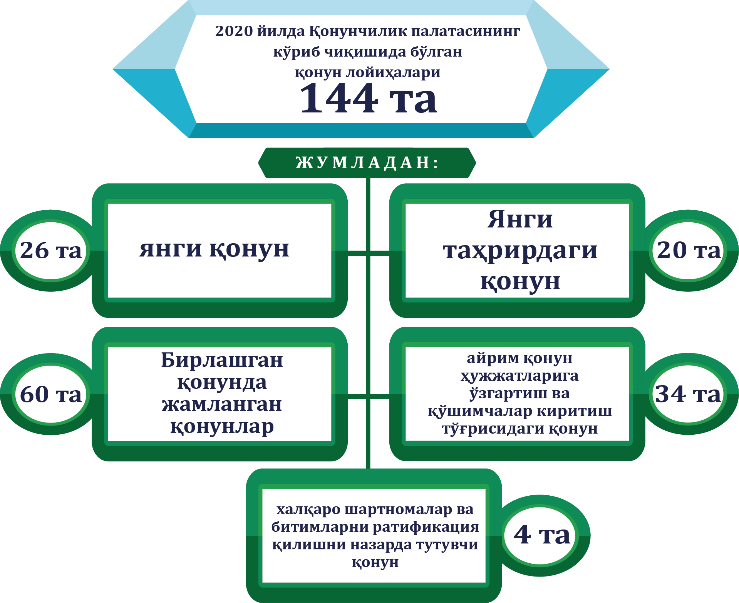 2020 йилда Қонунчилик палатасининг
кўриб чиқишида бўлган
қонун лойиҳалари
144 та
ЖУМЛАДАН:
26 та
янги қонун
Янги
таҳрирдаги
қонун
20 та
60 та
Бирлашган
қонунда
жамланган
қонунлар
айрим қонун
ҳужжатларига
ўзгартиш ва
қўшимчалар киритиш
тўғрисидаги қонун
34 та
халқаро шартномалар ва
битимларни ратификация
қилишни назарда тутувчи
қонун
4 та